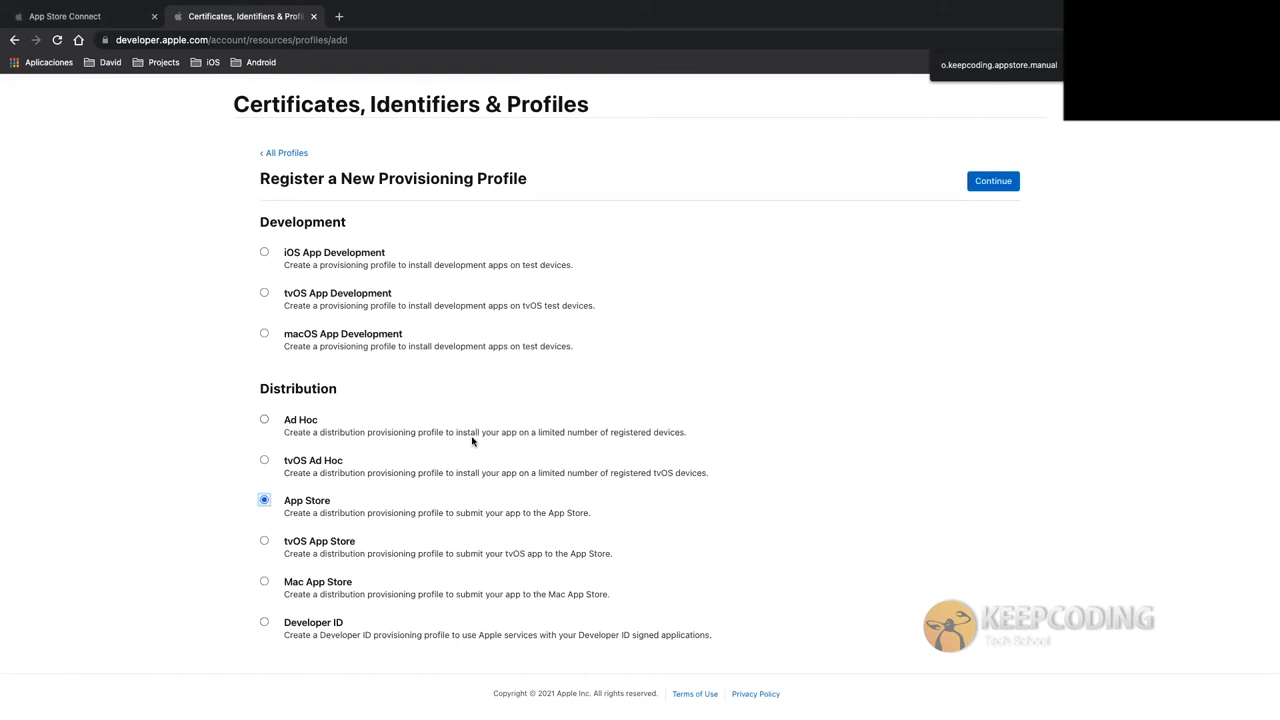 App Store Connect
Certificates, Identifiers & Profi
developer.apple.com/account/resources/profiles/add
Aplicaciones
David
Projects
iOS
Android
o.keepcoding.appstore.manual
Certificates, Identifiers & Profiles
‹ All Profiles
Register a New Provisioning Profile
Continue
Development
iOS App Development
Create a provisioning profile to install development apps on test devices.
tvOS App Development
Create a provisioning profile to install development apps on tvOS test devices.
macOS App Development
Create a provisioning profile to install development apps on test devices.
Distribution
Ad Hoc
Create a distribution provisioning profile to install your app on a limited number of registered devices.
tvOS Ad Hoc
Create a distribution provisioning profile to install your app on a limited number of registered tvOS devices.
App Store
Create a distribution provisioning profile to submit your app to the App Store.
tvOS App Store
Create a distribution provisioning profile to submit your tvOS app to the App Store.
Mac App Store
Create a distribution provisioning profile to submit your app to the Mac App Store.
Developer ID
Create a Developer ID provisioning profile to use Apple services with your Developer ID signed applications.
KEEPCODING
Tech School
Copyright © 2021 Apple Inc. All rights reserved.
Terms of Use
Privacy Policy